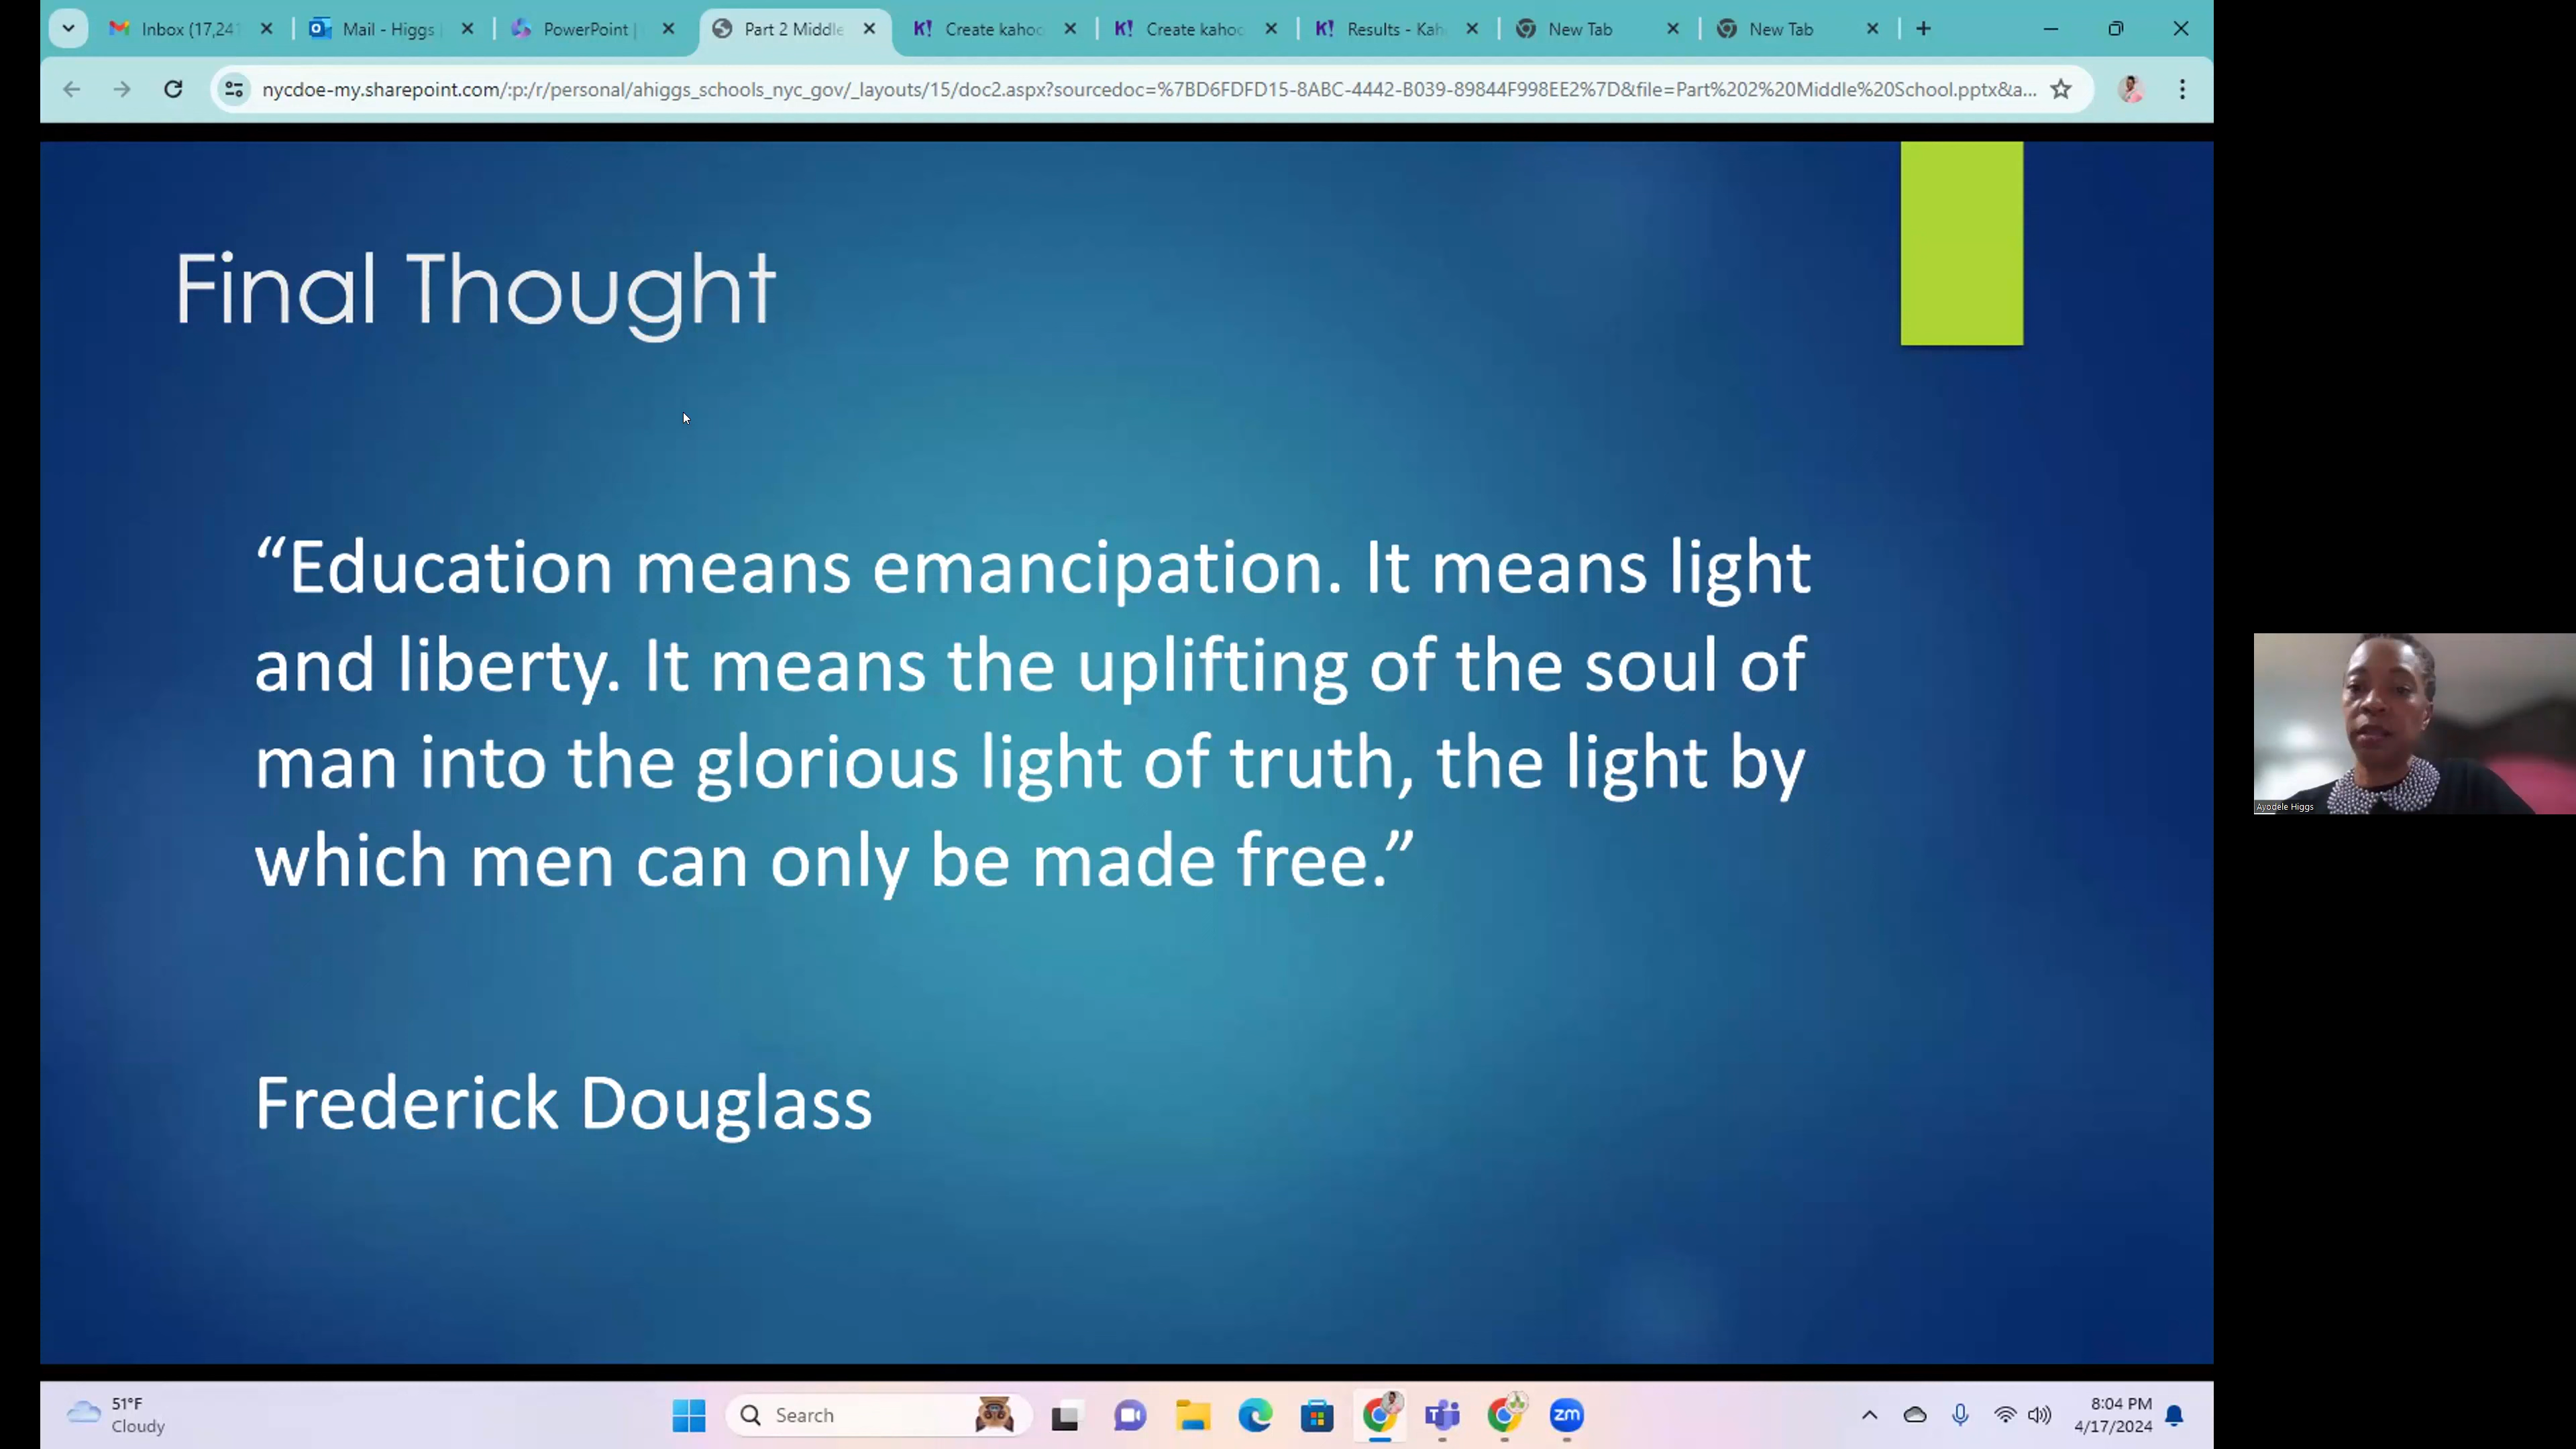 Inbox (17,24
Mail - Higgs
PowerPoint |
Part 2 Middle
K! Create kahoo
K! Create kahoo
K! Results - Kah
New Tab
New Tab
nycdoe-my.sharepoint.com/:p:/r/personal/ahiggs_schools_nyc_gov/_layouts/15/doc2.aspx?sourcedoc=%7BD6FDFD15-8ABC-4442-B039-89844F998EE2%7D&file=Part%202%20Middle%20School.pptx&a...
Final Thought
“Education means emancipation. It means light
and liberty. It means the uplifting of the soul of
man into the glorious light of truth, the light by
which men can only be made free.”
Frederick Douglass
Ayodele Higgs
51°F
Cloudy
Search
zm
8:04 PM
4/17/2024